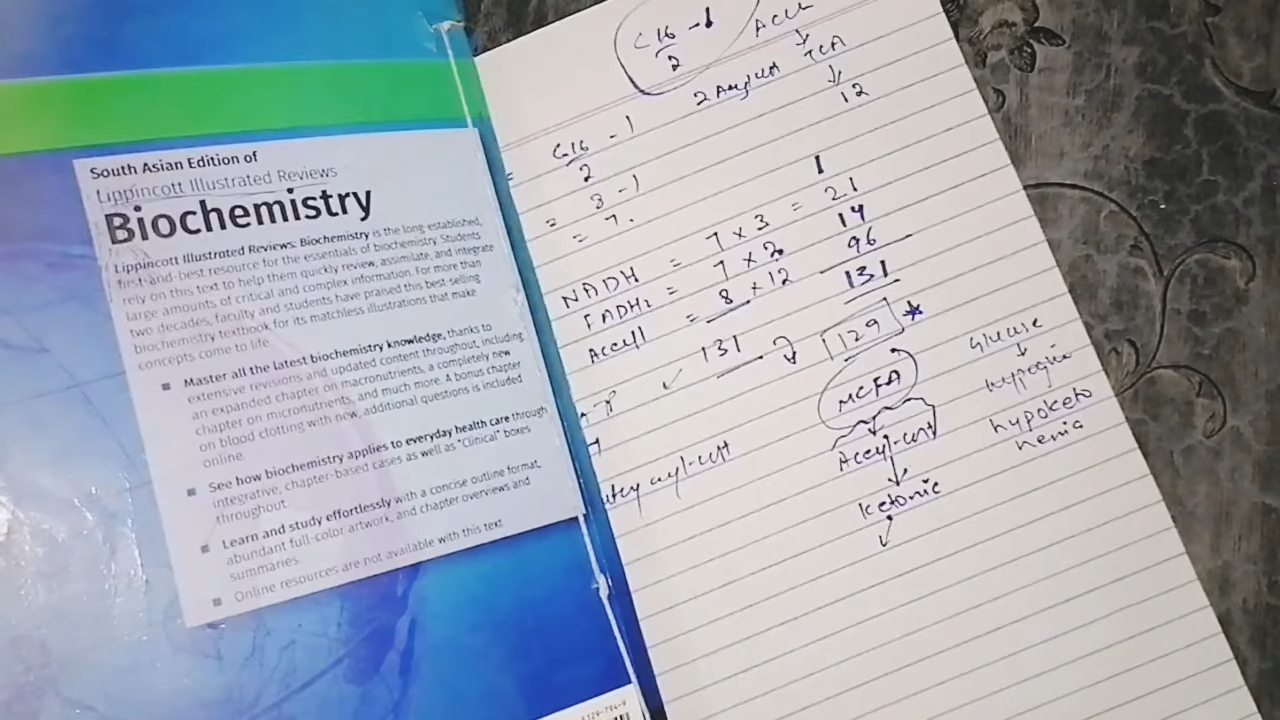 South Asian Edition of
Lippincott Illustrated Reviews
Biochemistry
Lippincott Illustrated Reviews: Biochemistry is the long-established,
first-and-best resource for the essentials of biochemistry. Students
rely on this text to help them quickly review, assimilate, and integrate
large amounts of critical and complex information. For more than
two decades, faculty and students have praised this best-selling
biochemistry textbook for its matchless illustrations that make
concepts come to life.
■ Master all the latest biochemistry knowledge, thanks to
extensive revisions and updated content throughout, including
an expanded chapter on macronutrients, a completely new
chapter on micronutrients, and much more. A bonus chapter
on blood clotting with new, additional questions is included
online.
■ See how biochemistry applies to everyday health care through
integrative, chapter-based cases as well as "Clinical" boxes
throughout.
■ Learn and study effortlessly with a concise outline format,
abundant full-color artwork, and chapter overviews and
summaries.
■ Online resources are not available with this text
C16 - 1
2
TCA
12
C16 - 1
2
= 8 - 1
= 7.
1
NADH = 7 × 3 = 21
FADH2 = 7 × 2 14
Accyl = 8 × 12 96
131
131 129
MCFA
Ketonic
hypoketo